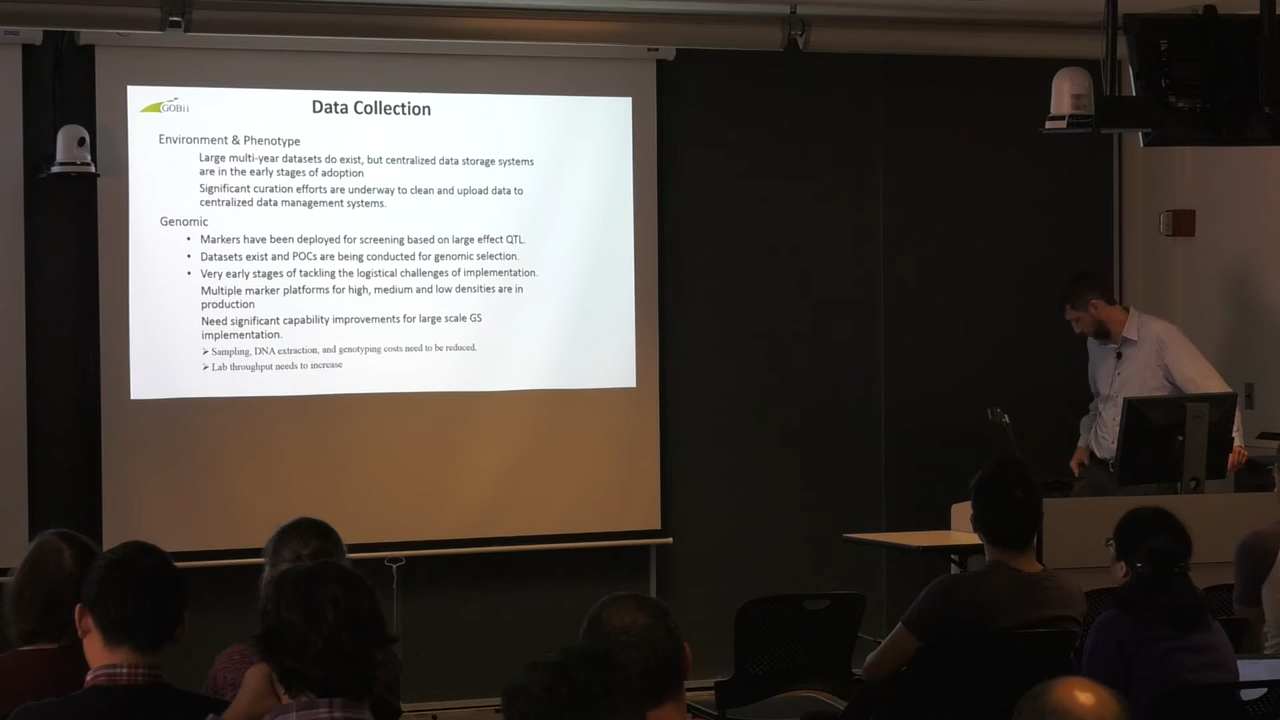 GOBii
Data Collection
Environment & Phenotype
Large multi-year datasets do exist, but centralized data storage systems
are in the early stages of adoption
Significant curation efforts are underway to clean and upload data to
centralized data management systems.
Genomic
• Markers have been deployed for screening based on large effect QTL.
• Datasets exist and POCs are being conducted for genomic selection.
• Very early stages of tackling the logistical challenges of implementation.
Multiple marker platforms for high, medium and low densities are in
production
Need significant capability improvements for large scale GS
implementation.
➢ Sampling, DNA extraction, and genotyping costs need to be reduced.
➢ Lab throughput needs to increase